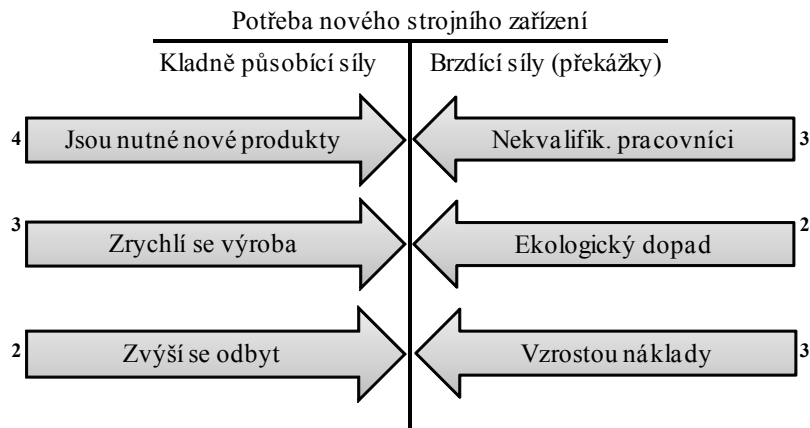 Potřeba nového strojního zařízení
Kladně působící síly
Brzdící síly (překážky)
4 Jsou nutné nové produkty
Nekvalifik. pracovníci 3
3 Zrychlí se výroba
Ekologický dopad 2
2 Zvýší se odbyt
Vzrostou náklady 3